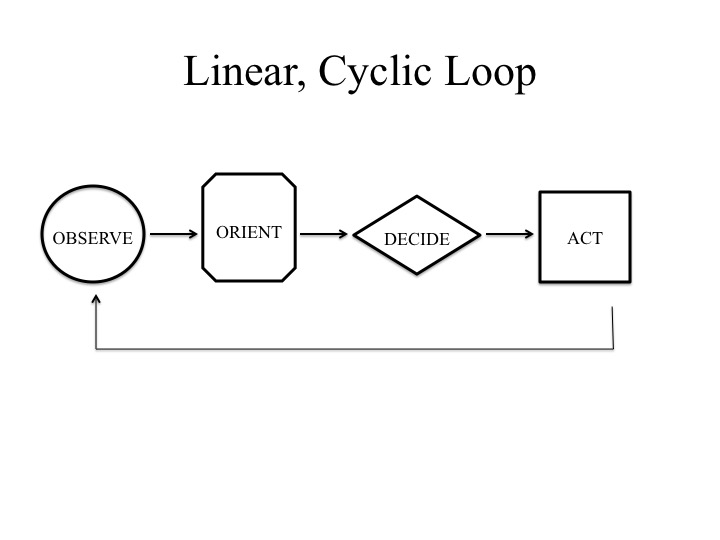 Linear, Cyclic Loop
OBSERVE
ORIENT
DECIDE
ACT